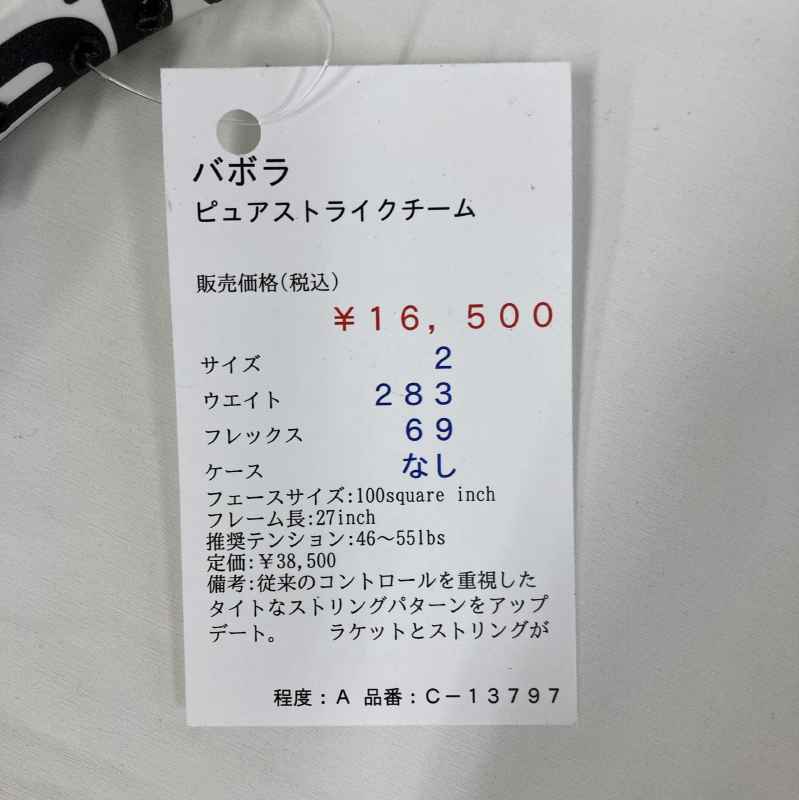 バボラ
ピュアストライクチーム
販売価格(税込)
￥１６，５００
サイズ ２
ウエイト ２８３
フレックス ６９
ケース なし
フェースサイズ:100square inch
フレーム長:27inch
推奨テンション:46～55lbs
定価:￥38,500
備考:従来のコントロールを重視した
タイトなストリングパターンをアップ
デート。　　ラケットとストリングが
程度：Ａ 品番：Ｃ－１３７９７